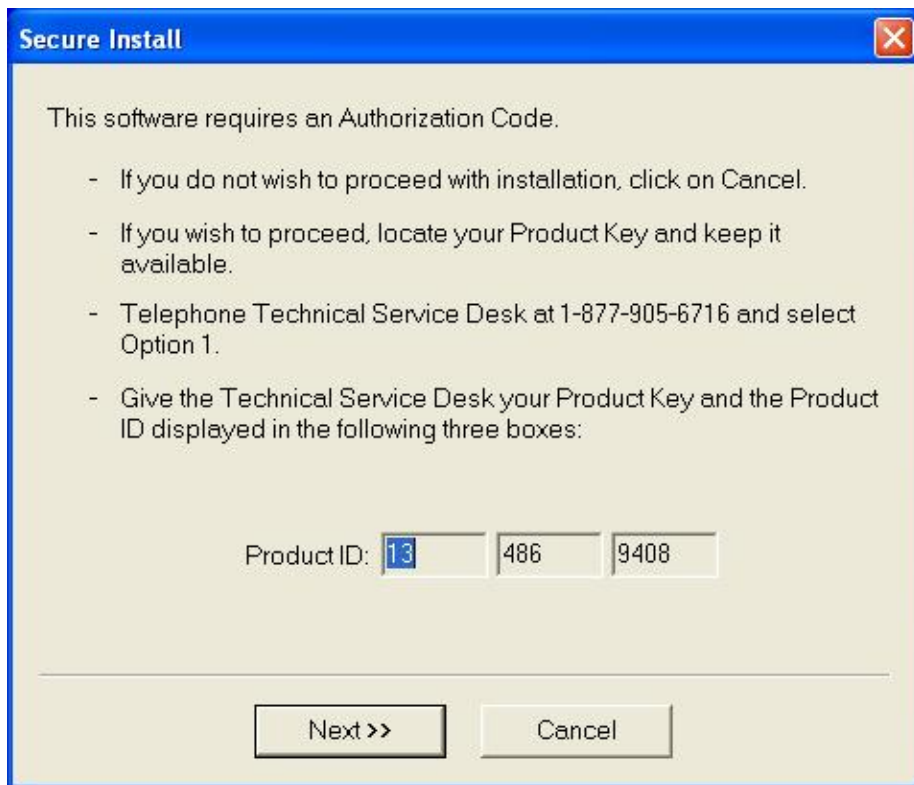 Secure Install
This software requires an Authorization Code.
- If you do not wish to proceed with installation, click on Cancel.
- If you wish to proceed, locate your Product Key and keep it
available.
- Telephone Technical Service Desk at 1-877-905-6716 and select
Option 1.
- Give the Technical Service Desk your Product Key and the Product
ID displayed in the following three boxes:
Product ID: 13 486 9408
Next >> Cancel